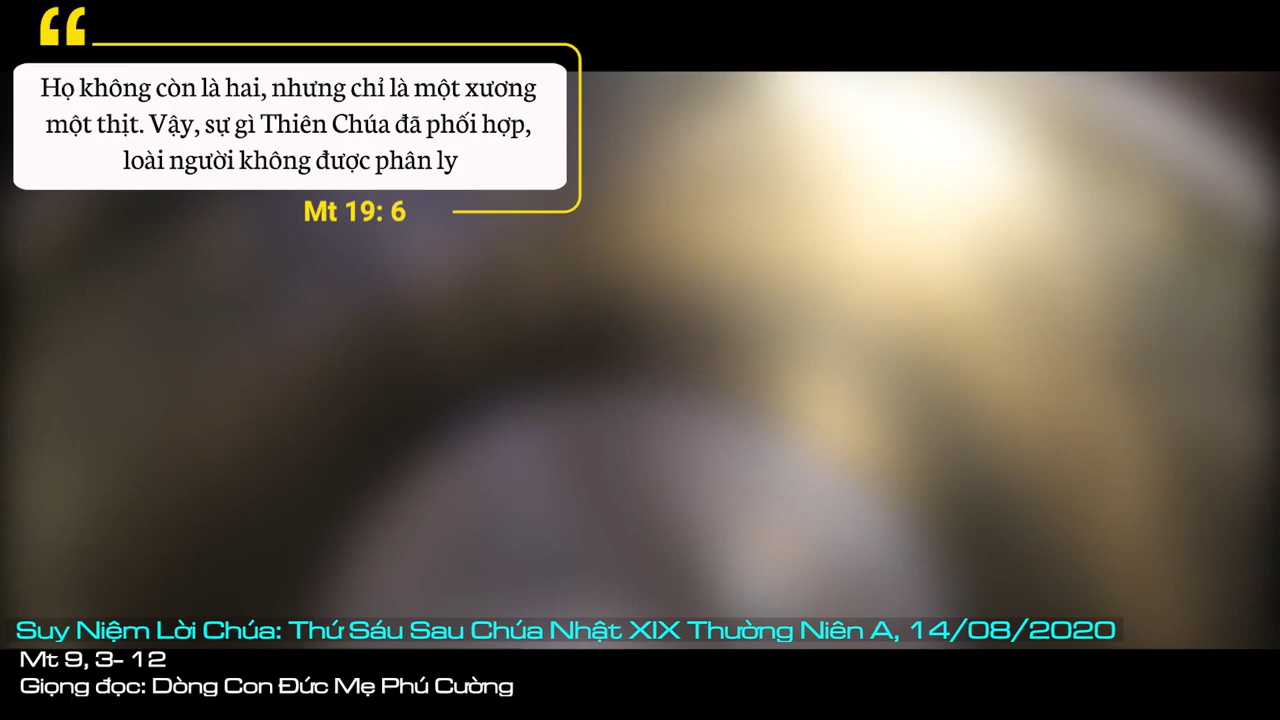 “
Họ không còn là hai, nhưng chỉ là một xương
một thịt. Vậy, sự gì Thiên Chúa đã phối hợp,
loài người không được phân ly
Mt 19: 6
Suy Niệm Lời Chúa: Thứ Sáu Sau Chúa Nhật XIX Thường Niên A, 14/08/2020
Mt 9, 3- 12
Giọng đọc: Dòng Con Đức Mẹ Phú Cường